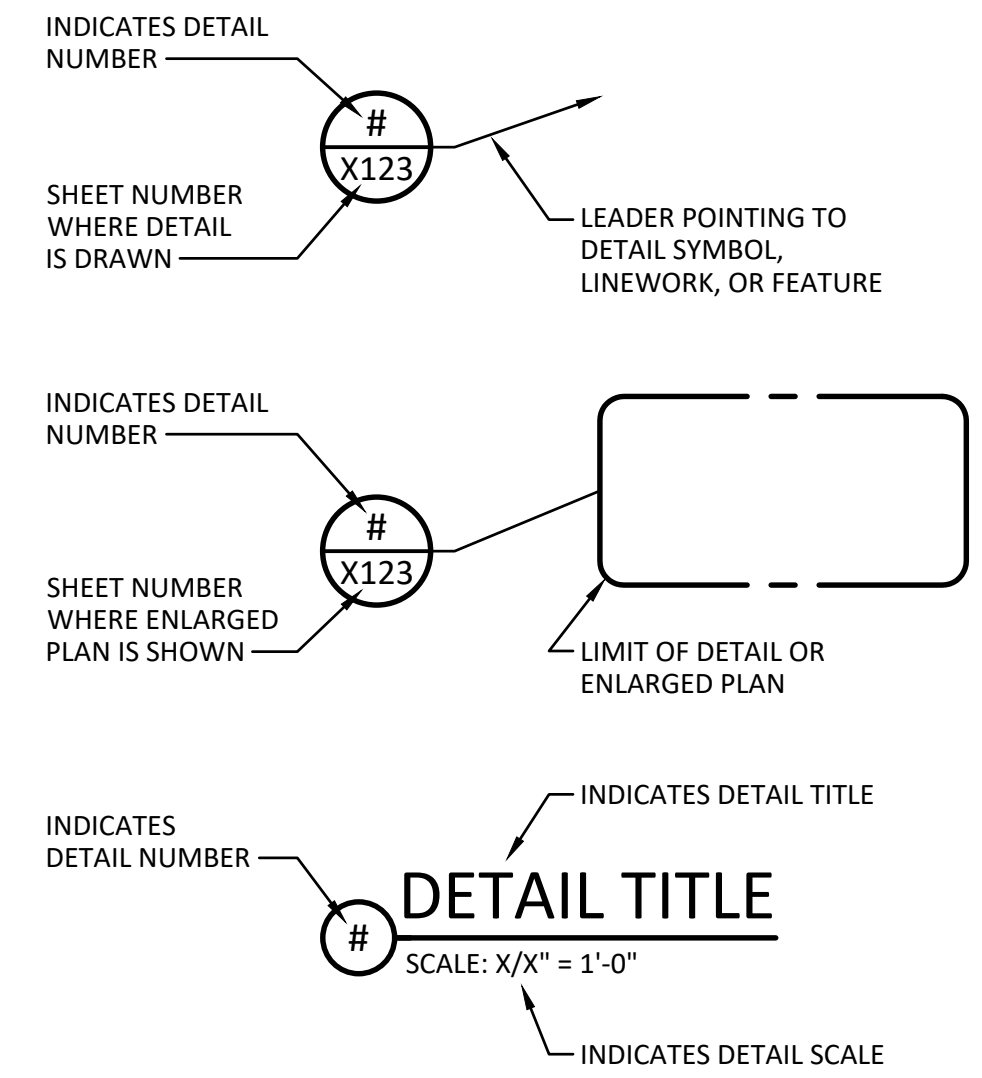 INDICATES DETAIL
NUMBER
#
X123
SHEET NUMBER
WHERE DETAIL
IS DRAWN
LEADER POINTING TO
DETAIL SYMBOL,
LINEWORK, OR FEATURE
INDICATES DETAIL
NUMBER
#
X123
SHEET NUMBER
WHERE ENLARGED
PLAN IS SHOWN
LIMIT OF DETAIL OR
ENLARGED PLAN
INDICATES DETAIL TITLE
INDICATES
DETAIL NUMBER
DETAIL TITLE
#
SCALE: X/X" = 1'-0"
INDICATES DETAIL SCALE